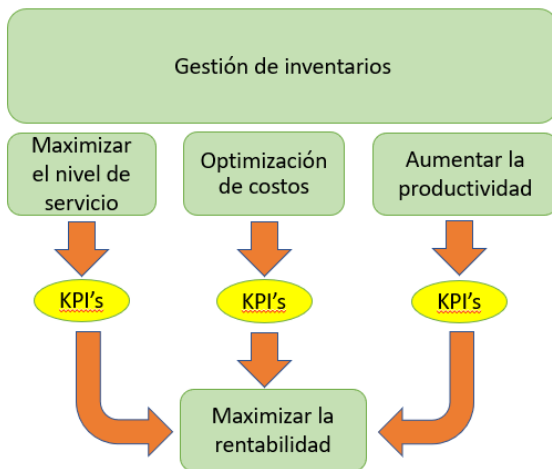 Gestión de inventarios
Maximizar
el nivel de
servicio
Optimización
de costos
Aumentar la
productividad
KPI's
KPI's
KPI's
Maximizar la
rentabilidad